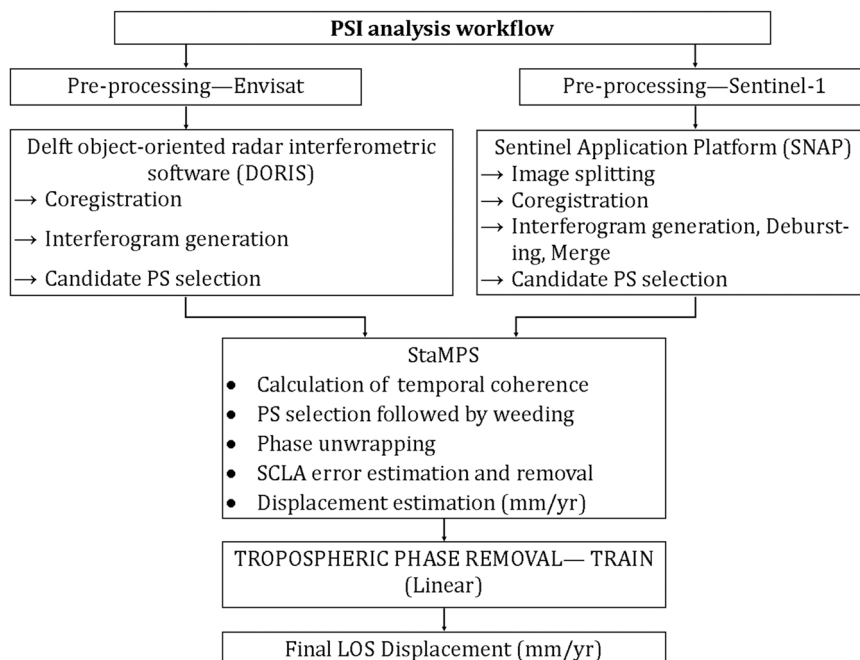 PSI analysis workflow
Pre-processing—Envisat
Pre-processing—Sentinel-1
Delft object-oriented radar interferometric
software (DORIS)
→ Coregistration
→ Interferogram generation
→ Candidate PS selection
Sentinel Application Platform (SNAP)
→ Image splitting
→ Coregistration
→ Interferogram generation, Deburst-
ing, Merge
→ Candidate PS selection
StaMPS
• Calculation of temporal coherence
• PS selection followed by weeding
• Phase unwrapping
• SCLA error estimation and removal
• Displacement estimation (mm/yr)
TROPOSPHERIC PHASE REMOVAL— TRAIN
(Linear)
Final LOS Displacement (mm/yr)